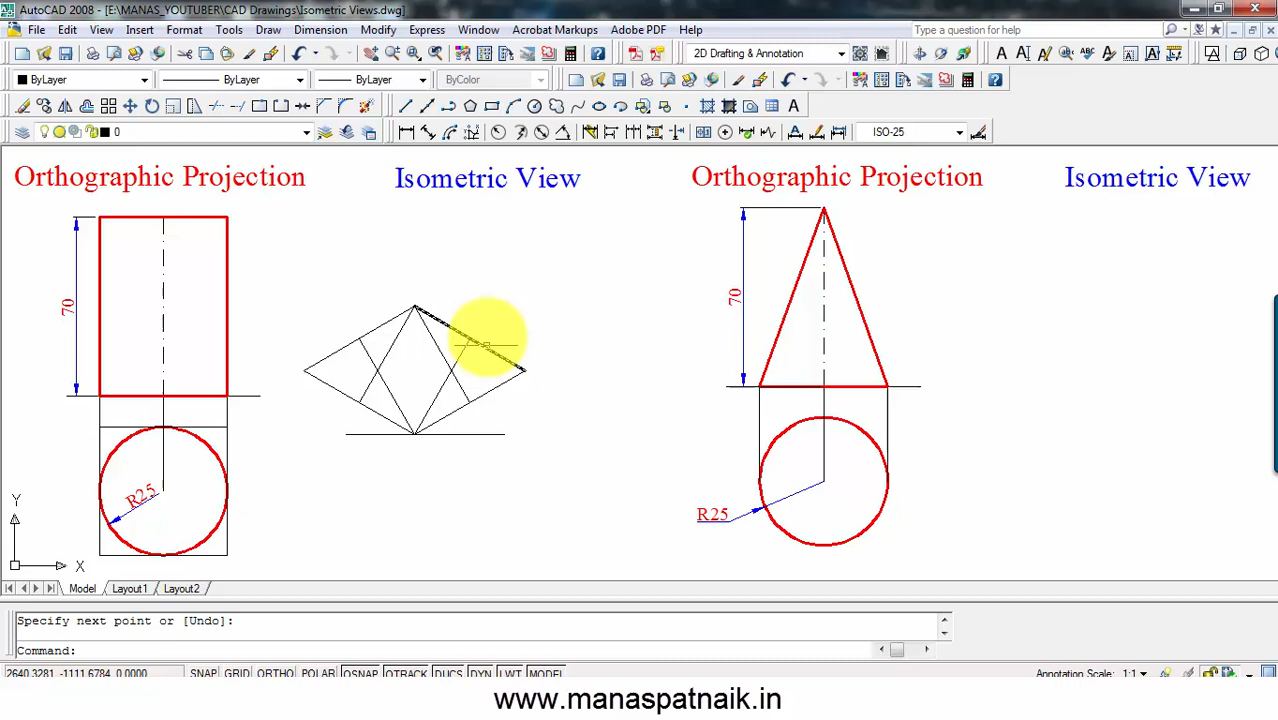 AutoCAD 2008 - [E:\MANAS_YOUTUBER\CAD Drawings\Isometric Views.dwg]
File Edit View Insert Format Tools Draw Dimension Modify Express Window Acrobat Markups Adobe PDF Help Type a question for help
2D Drafting & Annotation
ByLayer ByLayer ByLayer ByColor
0 ISO-25
Orthographic Projection Isometric View Orthographic Projection Isometric View
70
R25
70
R25
Y
X
Model Layout1 Layout2
Specify next point or [Undo]:
Command:
2640.3281, -1111.6784, 0.0000 SNAP GRID ORTHO POLAR OSNAP OTRACK DUCS DYN LWT MODEL Annotation Scale: 1:1
www.manaspatnaik.in